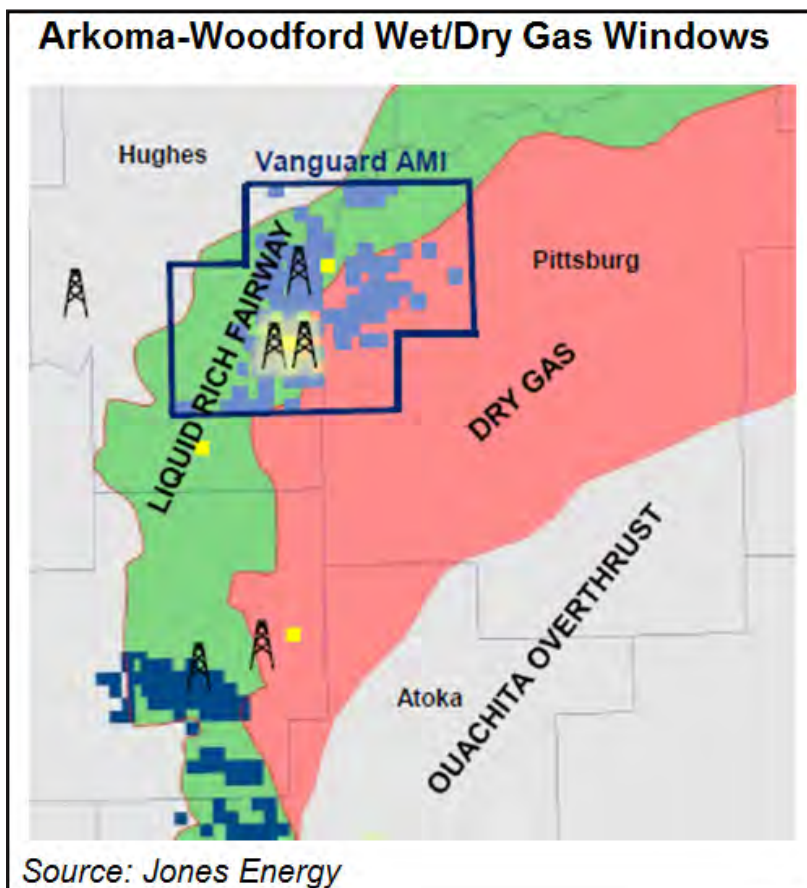 Arkoma-Woodford Wet/Dry Gas Windows
Hughes
Vanguard AMI
LIQUID RICH FAIRWAY
Pittsburg
DRY GAS
OUACHITA OVERTHRUST
Atoka
Source: Jones Energy